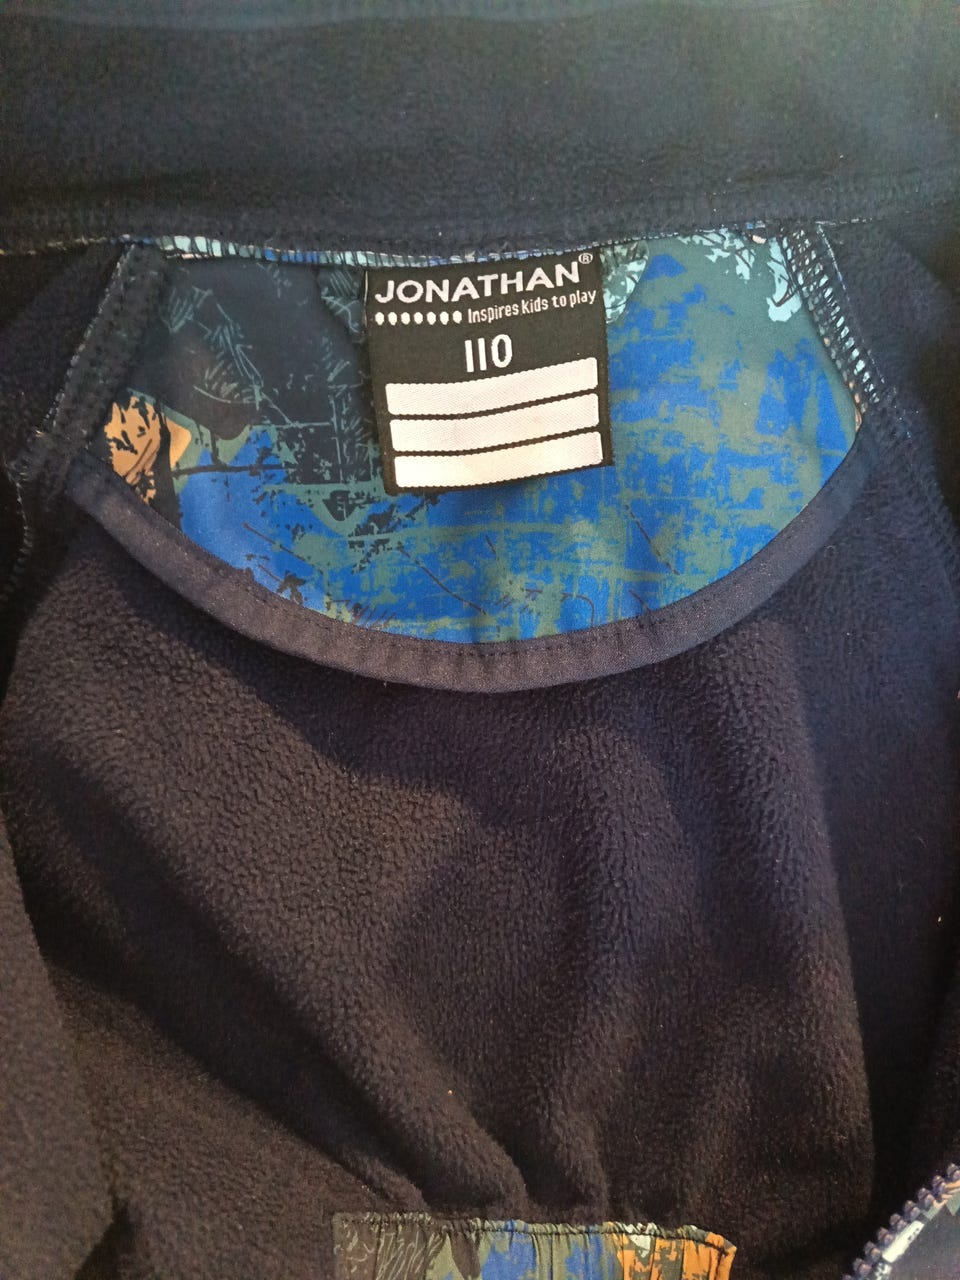 JONATHAN®
Inspires Kids to play
110